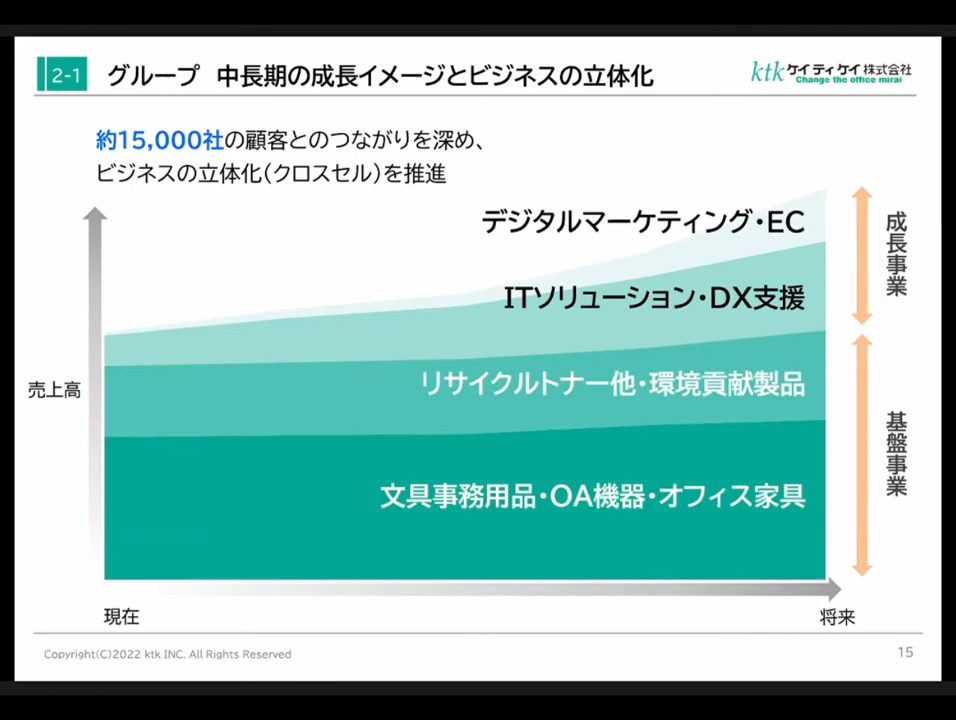 2-1 グループ 中長期の成長イメージとビジネスの立体化
ktk ケイティケイ株式会社
Change the office mirai
約15,000社の顧客とのつながりを深め、
ビジネスの立体化(クロスセル)を推進
デジタルマーケティング・EC
成長事業
ITソリューション・DX支援
リサイクルトナー他・環境貢献製品
売上高
基盤事業
文具事務用品・OA機器・オフィス家具
現在
将来
Copyright(C)2022 ktk INC. All Rights Reserved
15